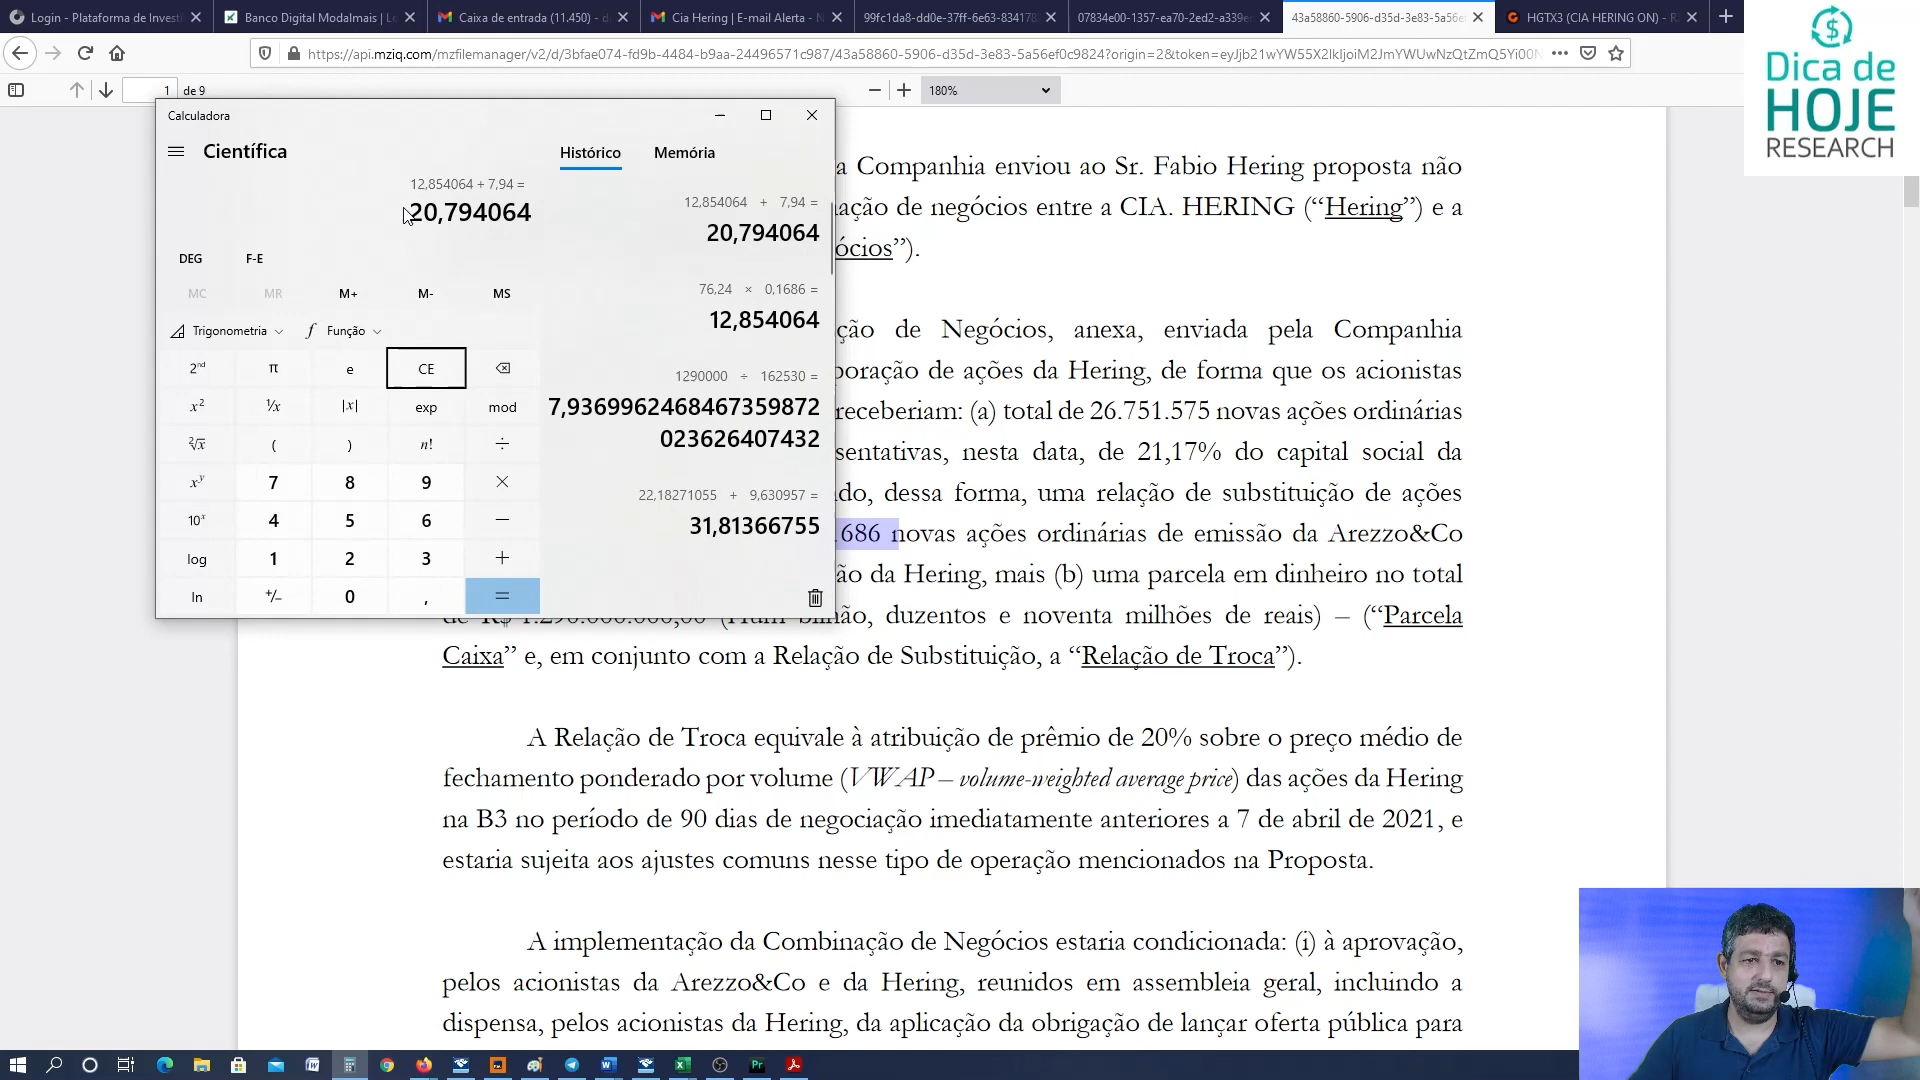 Login - Plataforma de Investi
Banco Digital Modalmais | Lo
Caixa de entrada (11.450) - d
Cia Hering | E-mail Alerta - N
99fc1da8-dd0e-37ff-6e63-834178
07834e00-1357-ea70-2ed2-a339e
43a58860-5906-d35d-3e83-5a56e
HGTX3 (CIA HERING ON) - R
https://api.mziq.com/mzfilemanager/v2/d/3bfae074-fd9b-4484-b9aa-24496571c987/43a58860-5906-d35d-3e83-5a56ef0c9824?origin=2&token=eyJjb21wYW55X2lkIjoiM2JmYWUwNzQtZmQ5Yi00N
1 de 9
180%
Dica de
HOJE
RESEARCH
Calculadora
Científica
Histórico Memória
12,854064 + 7,94 =
20,794064
DEG F-E
MC MR M+ M- MS
Trigonometria f Função
2nd π e CE
x² ¹/x |x| exp mod
²√x ( ) n! ÷
xʸ 7 8 9 ×
10ˣ 4 5 6 −
log 1 2 3 +
ln +/− 0 , =
12,854064 + 7,94 =
20,794064
76,24 × 0,1686 =
12,854064
1290000 ÷ 162530 =
7,9369962468467359872
023626407432
22,18271055 + 9,630957 =
31,81366755
a Companhia enviou ao Sr. Fabio Hering proposta não
ação de negócios entre a CIA. HERING (“Hering”) e a
ócios”).
ção de Negócios, anexa, enviada pela Companhia
poração de ações da Hering, de forma que os acionistas
receberiam: (a) total de 26.751.575 novas ações ordinárias
sentativas, nesta data, de 21,17% do capital social da
do, dessa forma, uma relação de substituição de ações
.686 novas ações ordinárias de emissão da Arezzo&Co
ão da Hering, mais (b) uma parcela em dinheiro no total
de R$ 1.290.000.000,00 (Hum bilhão, duzentos e noventa milhões de reais) – (“Parcela
Caixa” e, em conjunto com a Relação de Substituição, a “Relação de Troca”).
A Relação de Troca equivale à atribuição de prêmio de 20% sobre o preço médio de
fechamento ponderado por volume (VWAP – volume-weighted average price) das ações da Hering
na B3 no período de 90 dias de negociação imediatamente anteriores a 7 de abril de 2021, e
estaria sujeita aos ajustes comuns nesse tipo de operação mencionados na Proposta.
A implementação da Combinação de Negócios estaria condicionada: (i) à aprovação,
pelos acionistas da Arezzo&Co e da Hering, reunidos em assembleia geral, incluindo a
dispensa, pelos acionistas da Hering, da aplicação da obrigação de lançar oferta pública para